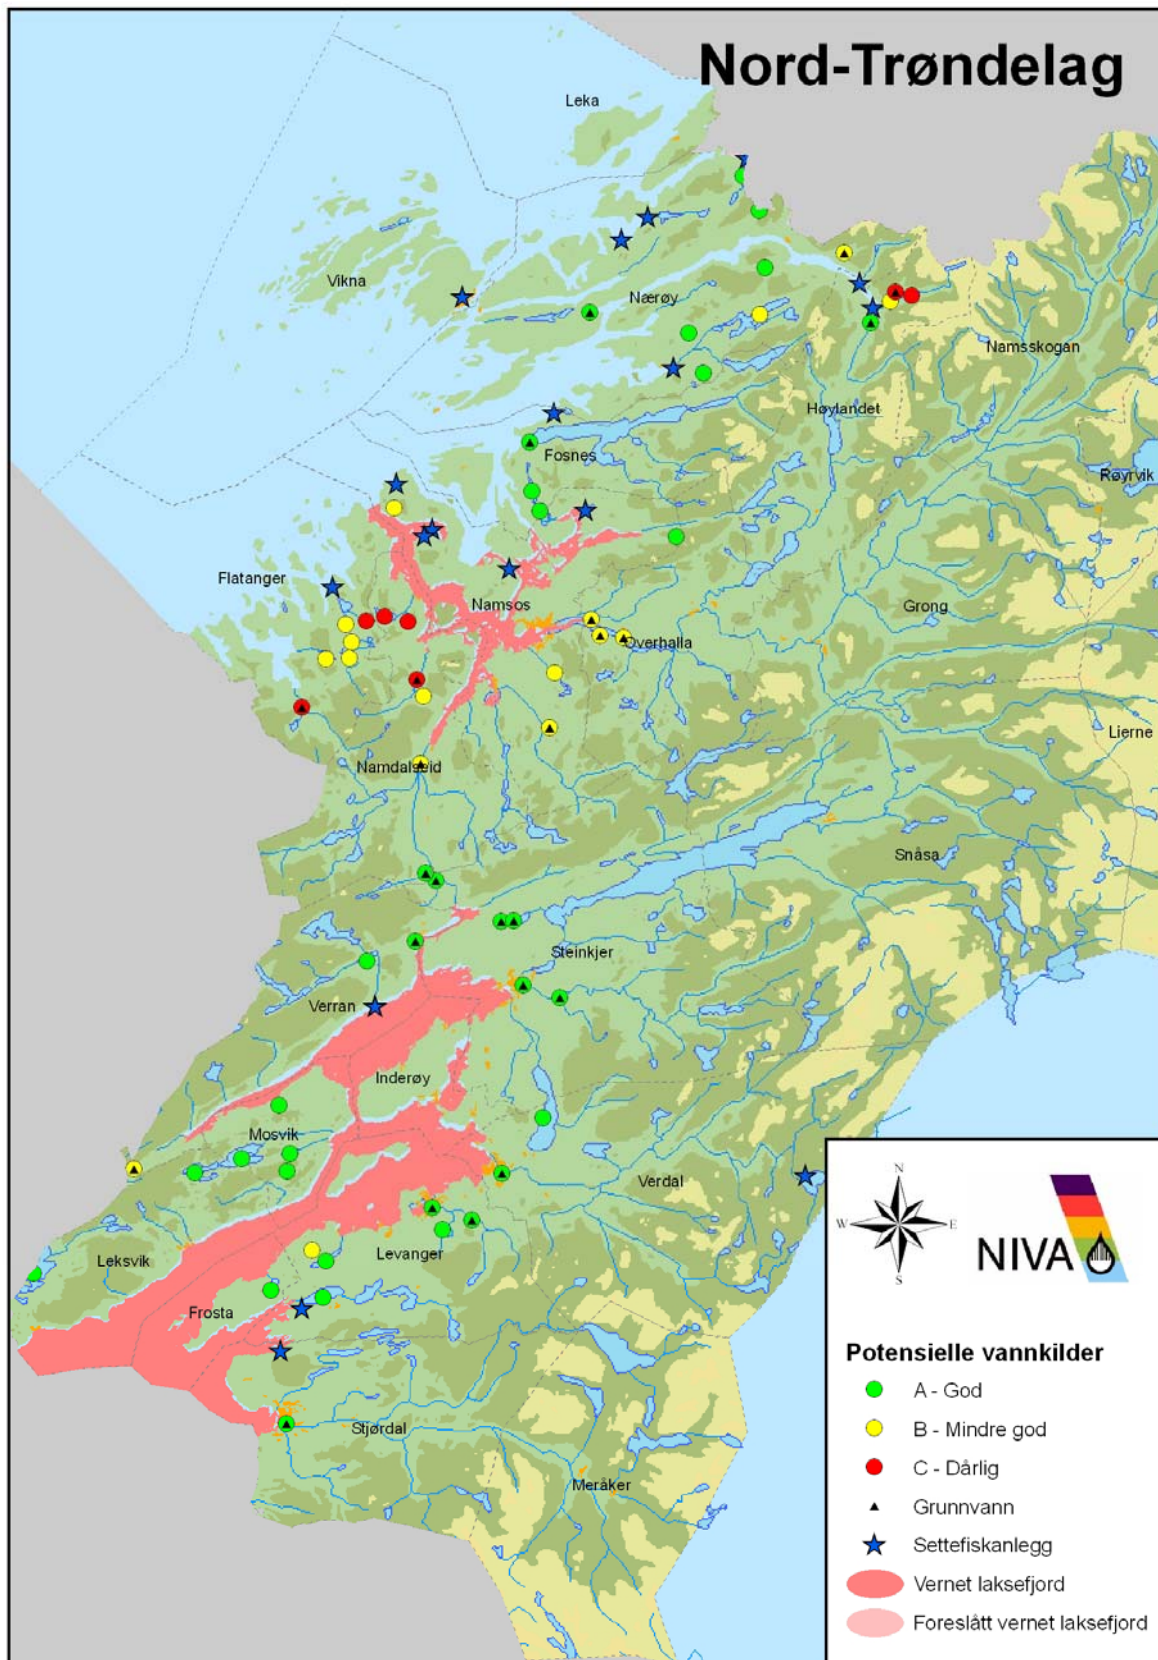 Nord-Trøndelag
Leka
Vikna
Nærøy
Namsskogan
Høylandet
Fosnes
Røyrvik
Flatanger
Namsos
Grong
Overhalla
Lierne
Namdalseid
Snåsa
Steinkjer
Verran
Inderøy
Mosvik
Verdal
Leksvik
Levanger
Frosta
Stjørdal
Meråker
N
W E
S
NIVA
Potensielle vannkilder
A - God
B - Mindre god
C - Dårlig
Grunnvann
Settefiskanlegg
Vernet laksefjord
Foreslått vernet laksefjord